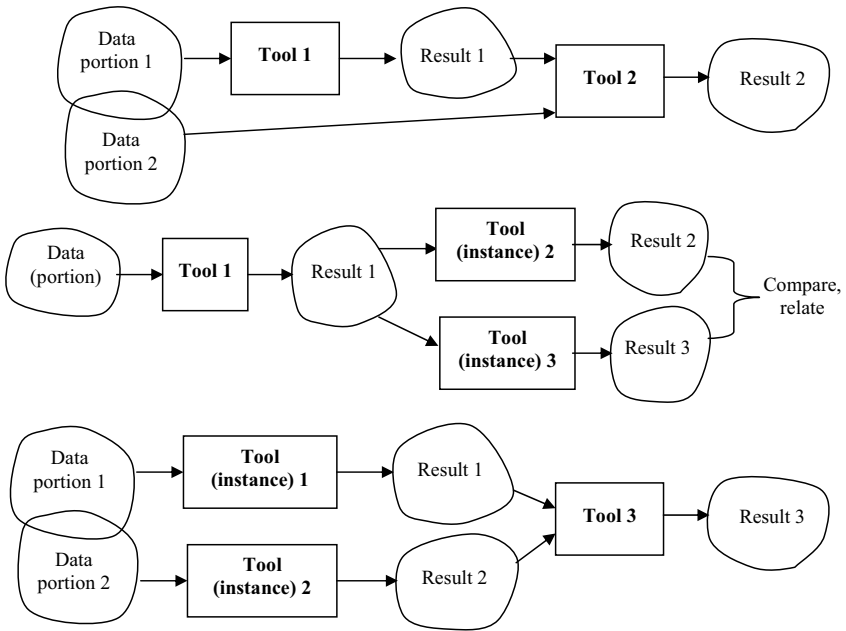 Data
portion 1
Tool 1
Result 1
Tool 2
Result 2
Data
portion 2
Data
(portion)
Tool 1
Result 1
Tool
(instance) 2
Result 2
Tool
(instance) 3
Result 3
Compare,
relate
Data
portion 1
Tool
(instance) 1
Result 1
Tool 3
Result 3
Data
portion 2
Tool
(instance) 2
Result 2